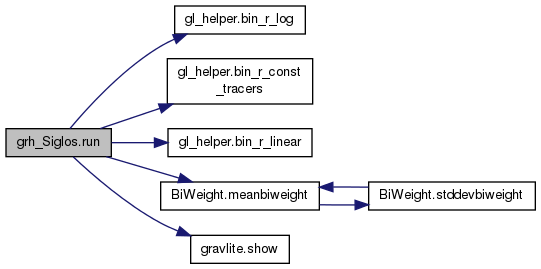 gl_helper.bin_r_log
gl_helper.bin_r_const
_tracers
grh_Siglos.run
gl_helper.bin_r_linear
BiWeight.meanbiweight
BiWeight.stddevbiweight
gravlite.show